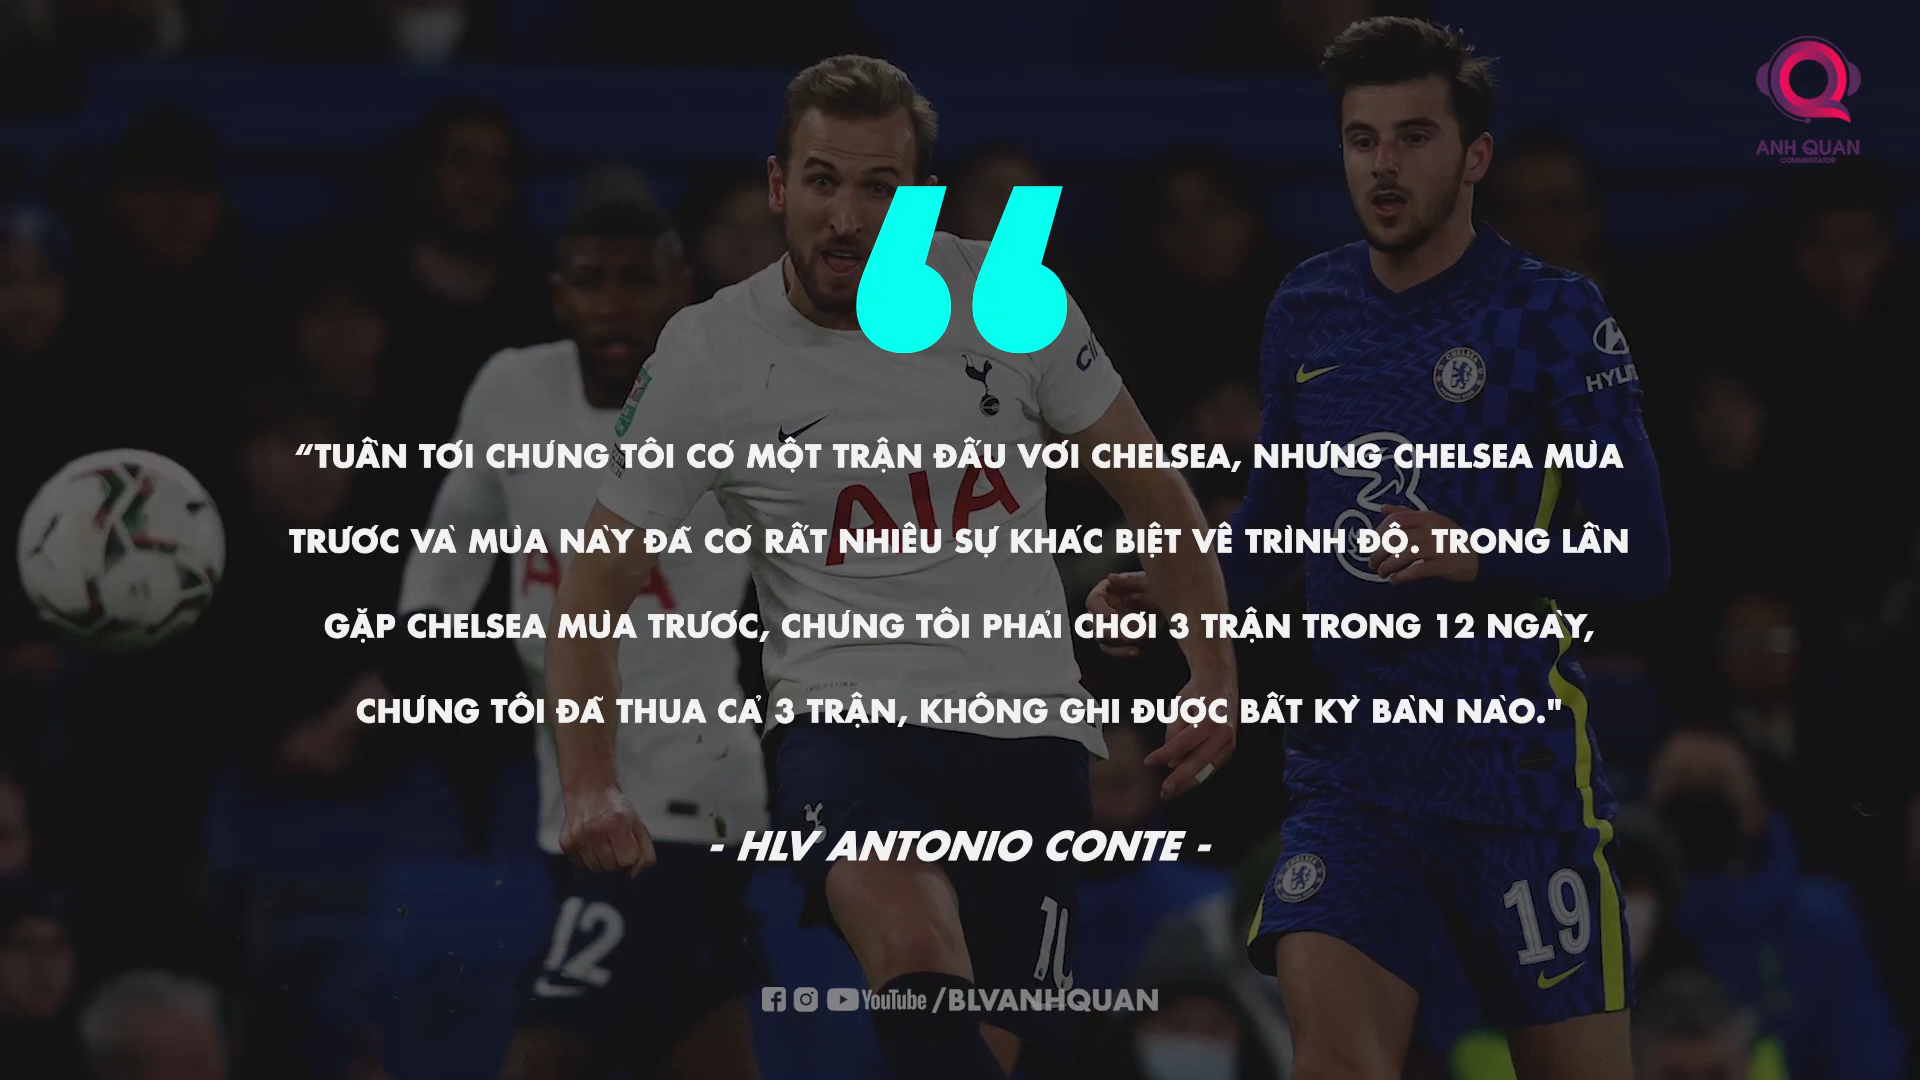 ANH QUAN
COMMENTATOR
“TUẦN TỚI CHÚNG TÔI CÓ MỘT TRẬN ĐẤU VỚI CHELSEA, NHƯNG CHELSEA MÙA
TRƯỚC VÀ MÙA NÀY ĐÃ CÓ RẤT NHIỀU SỰ KHÁC BIỆT VỀ TRÌNH ĐỘ. TRONG LẦN
GẶP CHELSEA MÙA TRƯỚC, CHÚNG TÔI PHẢI CHƠI 3 TRẬN TRONG 12 NGÀY,
CHÚNG TÔI ĐÃ THUA CẢ 3 TRẬN, KHÔNG GHI ĐƯỢC BẤT KỲ BÀN NÀO."
- HLV ANTONIO CONTE -
YouTube /BLVANHQUAN
AIA
CHELSEA
HYUN
12
10
19